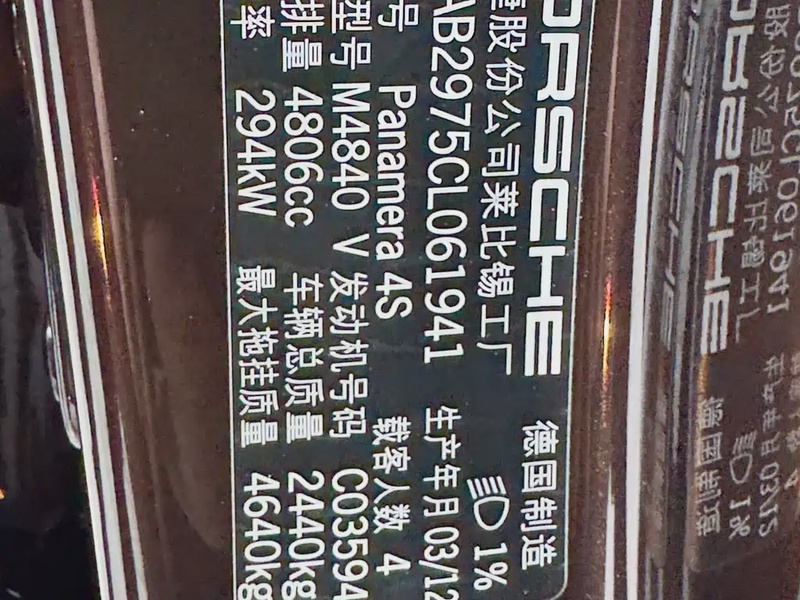 ORSCHE
股份公司莱比锡工厂 德国制造
1%
AB2975CL061941 生产年月 03/12
号 Panamera 4S 载客人数 4
型号 M4840 V 发动机号码 C03594
排量 4806cc 车辆总质量 2440kg
率 294kW 最大拖挂质量 4640kg